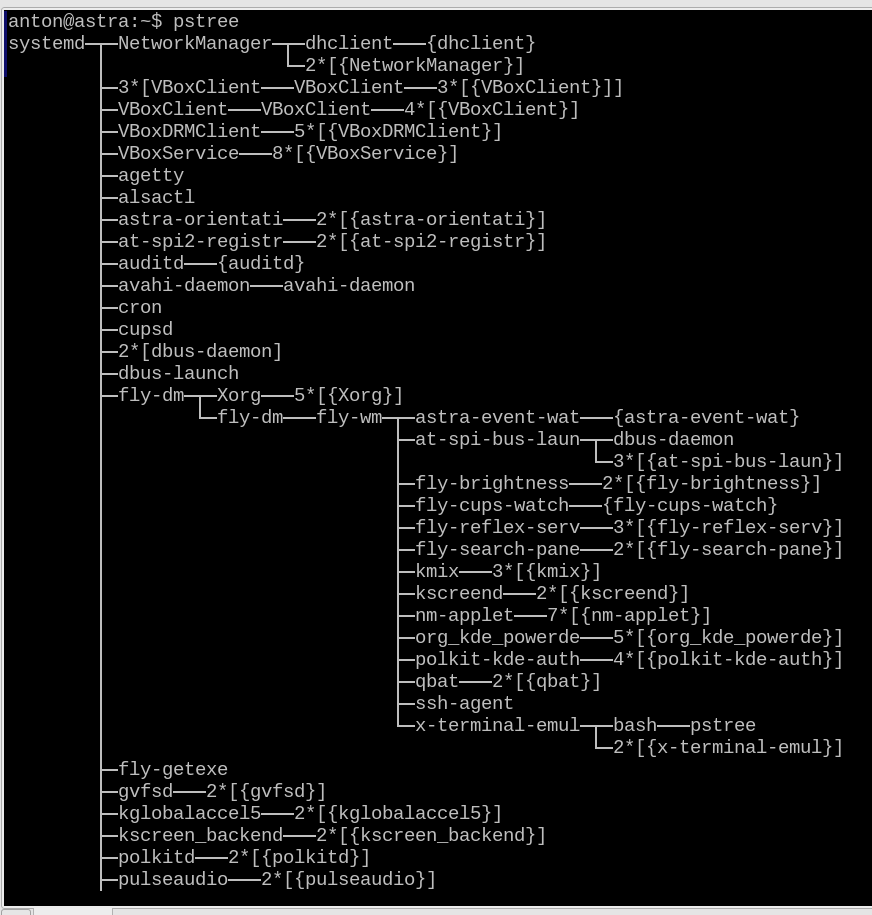 anton@astra:~$ pstree
systemd─┬─NetworkManager─┬─dhclient───{dhclient}
        │                └─2*[{NetworkManager}]
        ├─3*[VBoxClient───VBoxClient───3*[{VBoxClient}]]
        ├─VBoxClient───VBoxClient───4*[{VBoxClient}]
        ├─VBoxDRMClient───5*[{VBoxDRMClient}]
        ├─VBoxService───8*[{VBoxService}]
        ├─agetty
        ├─alsactl
        ├─astra-orientati───2*[{astra-orientati}]
        ├─at-spi2-registr───2*[{at-spi2-registr}]
        ├─auditd───{auditd}
        ├─avahi-daemon───avahi-daemon
        ├─cron
        ├─cupsd
        ├─2*[dbus-daemon]
        ├─dbus-launch
        ├─fly-dm─┬─Xorg───5*[{Xorg}]
        │        └─fly-dm───fly-wm─┬─astra-event-wat───{astra-event-wat}
        │                          ├─at-spi-bus-laun─┬─dbus-daemon
        │                          │                 └─3*[{at-spi-bus-laun}]
        │                          ├─fly-brightness───2*[{fly-brightness}]
        │                          ├─fly-cups-watch───{fly-cups-watch}
        │                          ├─fly-reflex-serv───3*[{fly-reflex-serv}]
        │                          ├─fly-search-pane───2*[{fly-search-pane}]
        │                          ├─kmix───3*[{kmix}]
        │                          ├─kscreend───2*[{kscreend}]
        │                          ├─nm-applet───7*[{nm-applet}]
        │                          ├─org_kde_powerde───5*[{org_kde_powerde}]
        │                          ├─polkit-kde-auth───4*[{polkit-kde-auth}]
        │                          ├─qbat───2*[{qbat}]
        │                          ├─ssh-agent
        │                          └─x-terminal-emul─┬─bash───pstree
        │                                            └─2*[{x-terminal-emul}]
        ├─fly-getexe
        ├─gvfsd───2*[{gvfsd}]
        ├─kglobalaccel5───2*[{kglobalaccel5}]
        ├─kscreen_backend───2*[{kscreen_backend}]
        ├─polkitd───2*[{polkitd}]
        ├─pulseaudio───2*[{pulseaudio}]